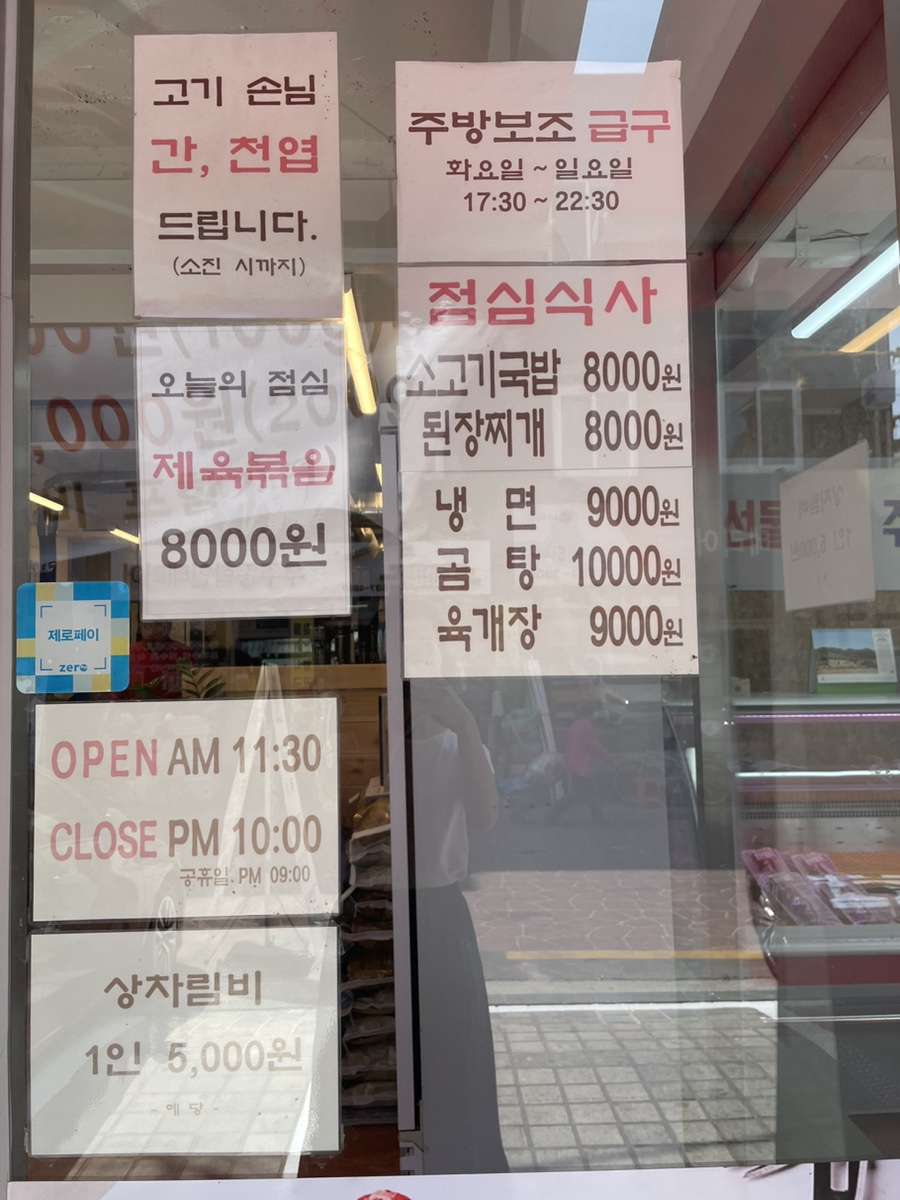 고기 손님
간, 천엽
드립니다.
(소진 시까지)
오늘의 점심
제육볶음
8000원
제로페이
zero
OPEN AM 11:30
CLOSE PM 10:00
공휴일 PM 09:00
상차림비
1인 5,000원
- 예 당 -
주방보조 급구
화요일 ~ 일요일
17:30 ~ 22:30
점심식사
소고기국밥 8000원
된장찌개 8000원
냉 면 9000원
곰 탕 10000원
육개장 9000원